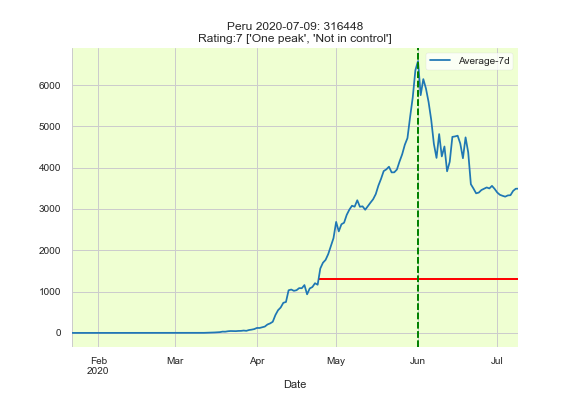 Peru 2020-07-09: 316448
Rating:7 ['One peak', 'Not in control']
Average-7d
6000
5000
4000
3000
2000
1000
0
Feb
2020
Mar
Apr
May
Jun
Jul
Date